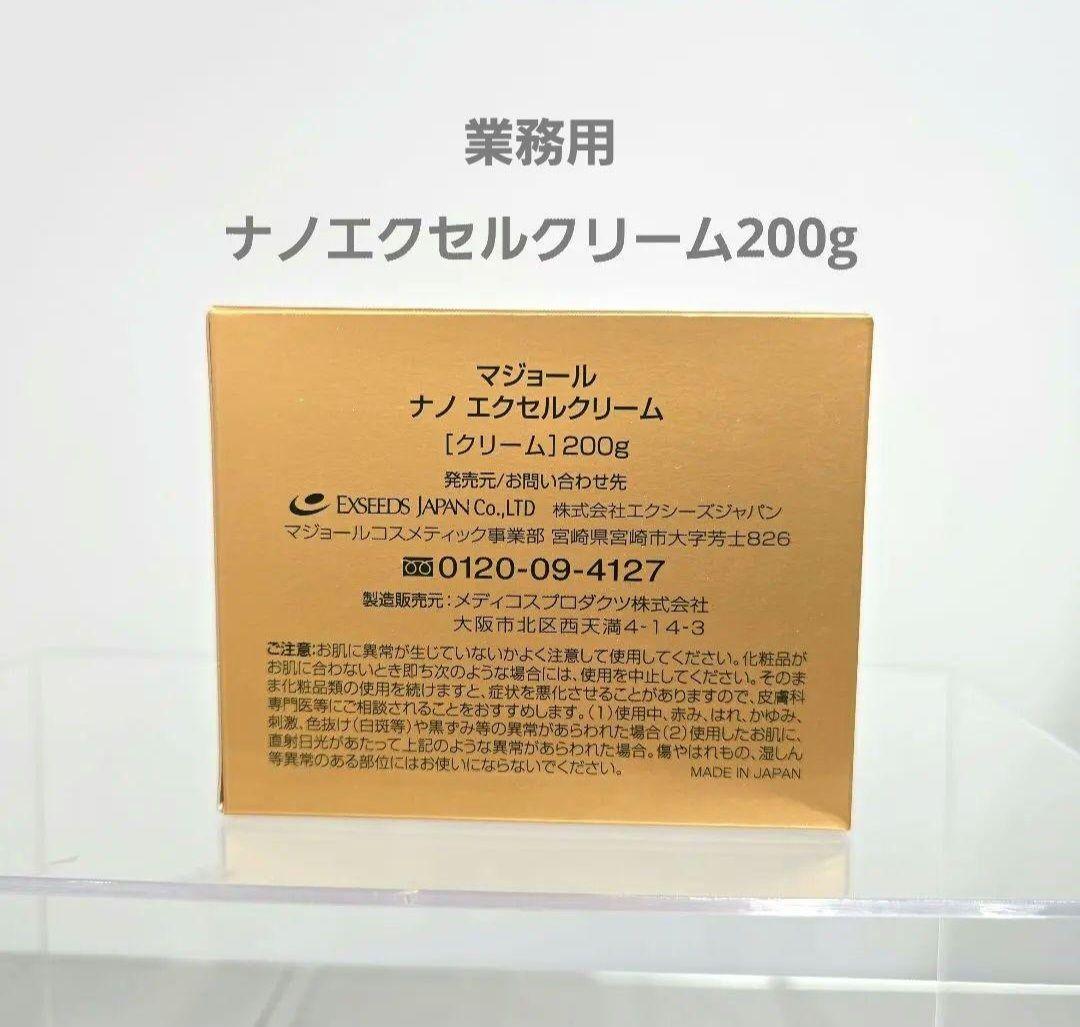 業務用
ナノエクセルクリーム200g
マジョール
ナノ エクセルクリーム
[クリーム]200g
発売元/お問い合わせ先
EXSEEDS JAPAN Co.,LTD 株式会社エクシーズジャパン
マジョールコスメティック事業部 宮崎県宮崎市大字芳士826
0120-09-4127
製造販売元:メディコスプロダクツ株式会社
大阪市北区西天満4-14-3
ご注意:お肌に異常が生じていないかよく注意して使用してください。化粧品が
お肌に合わないとき即ち次のような場合には、使用を中止してください。そのま
ま化粧品類の使用を続けますと、症状を悪化させることがありますので、皮膚科
専門医等にご相談されることをおすすめします。(1)使用中、赤み、はれ、かゆみ、
刺激、色抜け(白斑等)や黒ずみ等の異常があらわれた場合(2)使用したお肌に、
直射日光があたって上記のような異常があらわれた場合。傷やはれもの、湿しん
等異常のある部位にはお使いにならないでください。
MADE IN JAPAN